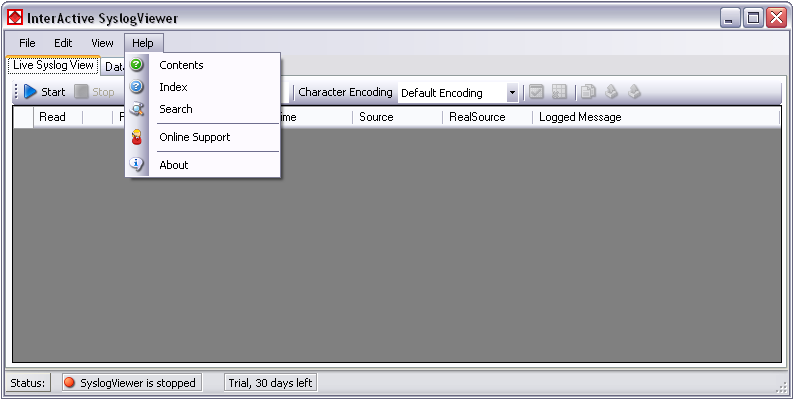 InterActive SyslogViewer
File Edit View Help
Live Syslog View Data
Contents
Index
Search
Online Support
About
Start Stop Character Encoding Default Encoding
Read Source RealSource Logged Message
Status: SyslogViewer is stopped Trial, 30 days left